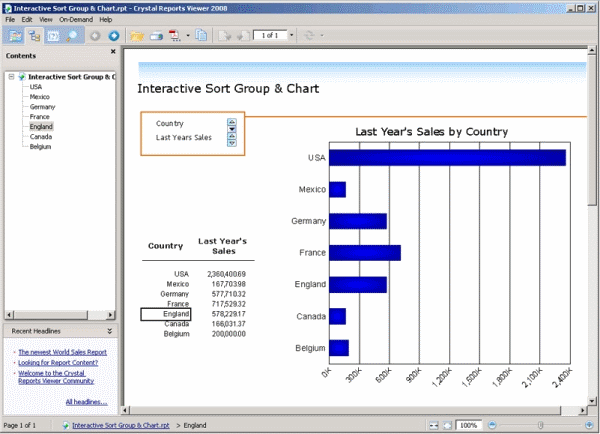 Interactive Sort Group & Chart.rpt - Crystal Reports Viewer 2008
File Edit View On-Demand Help
1 of 1
Contents
Interactive Sort Group & C
USA
Mexico
Germany
France
England
Canada
Belgium
Recent Headlines
The newest World Sales Report
Looking for Report Content?
Welcome to the Crystal
Reports Viewer Community
All headlines...
Interactive Sort Group & Chart
Country
Last Years Sales
Country Last Year's
Sales
USA 2,360,400.69
Mexico 167,703.98
Germany 577,710.32
France 717,529.32
England 578,229.17
Canada 166,031.37
Belgium 200,000.00
Last Year's Sales by Country
USA
Mexico
Germany
France
England
Canada
Belgium
0K 300K 600K 900K 1,200K 1,500K 1,800K 2,100K 2,400K
Page 1 of 1 Interactive Sort Group & Chart.rpt > England 100%